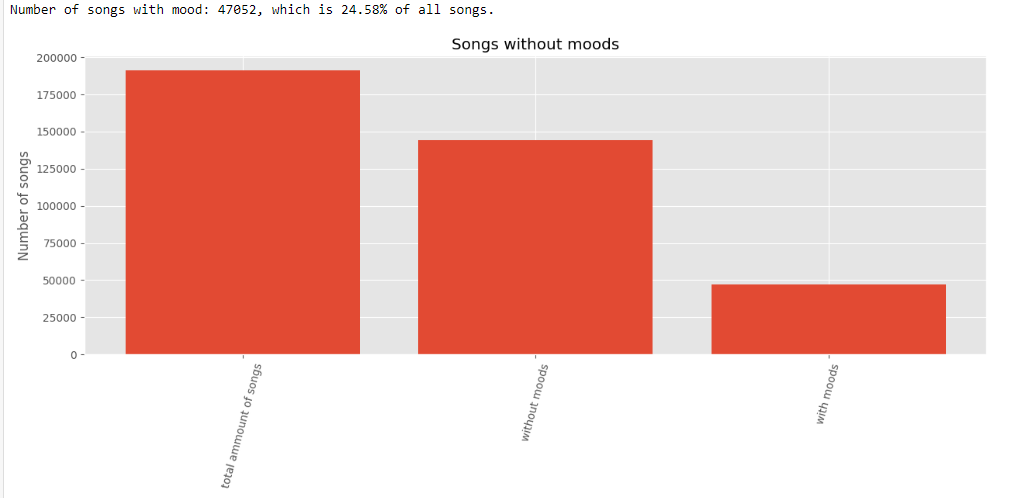 Number of songs with mood: 47052, which is 24.58% of all songs.
Songs without moods
200000
175000
150000
125000
100000
75000
50000
25000
0
Number of songs
total ammount of songs
without moods
with moods